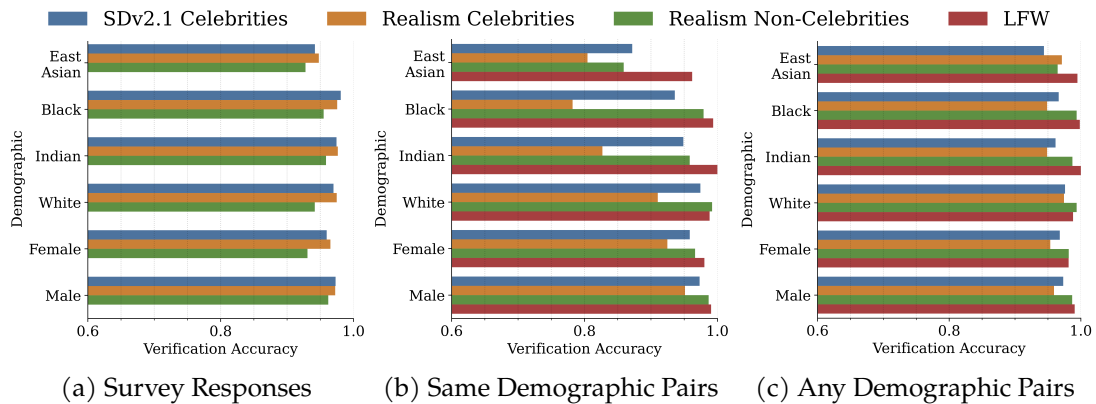 SDv2.1 Celebrities Realism Celebrities Realism Non-Celebrities LFW
Demographic
East
Asian
Black
Indian
White
Female
Male
0.6 0.8 1.0
Verification Accuracy
(a) Survey Responses
Demographic
East
Asian
Black
Indian
White
Female
Male
0.6 0.8 1.0
Verification Accuracy
(b) Same Demographic Pairs
Demographic
East
Asian
Black
Indian
White
Female
Male
0.6 0.8 1.0
Verification Accuracy
(c) Any Demographic Pairs